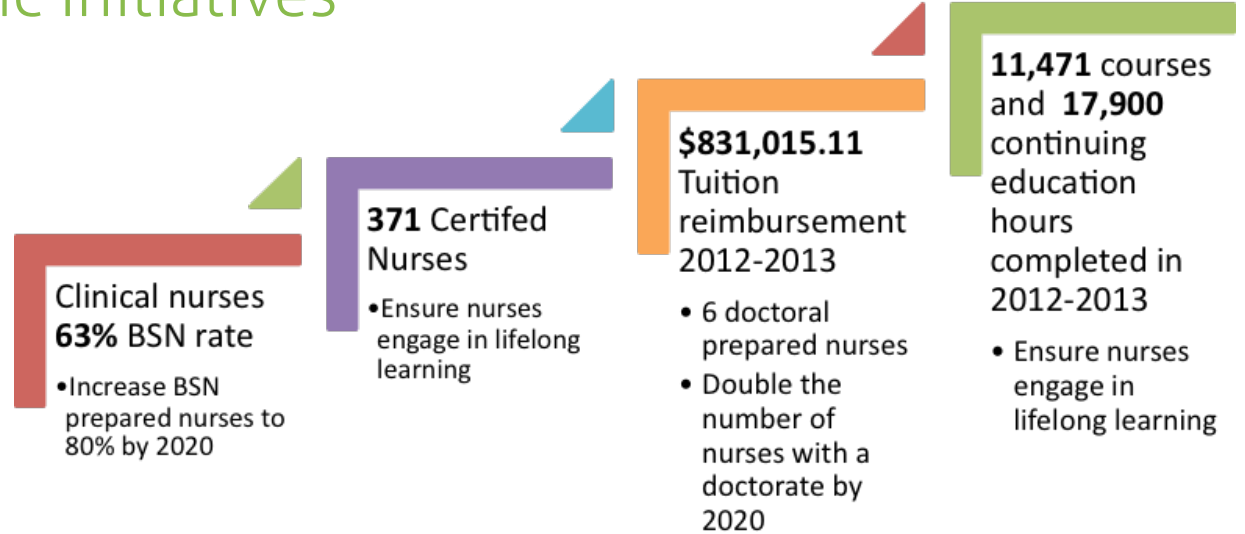 ic initiatives
Clinical nurses
63% BSN rate
•Increase BSN
prepared nurses to
80% by 2020
371 Certifed
Nurses
•Ensure nurses
engage in lifelong
learning
$831,015.11
Tuition
reimbursement
2012-2013
• 6 doctoral
prepared nurses
• Double the
number of
nurses with a
doctorate by
2020
11,471 courses
and 17,900
continuing
education
hours
completed in
2012-2013
• Ensure nurses
engage in
lifelong learning